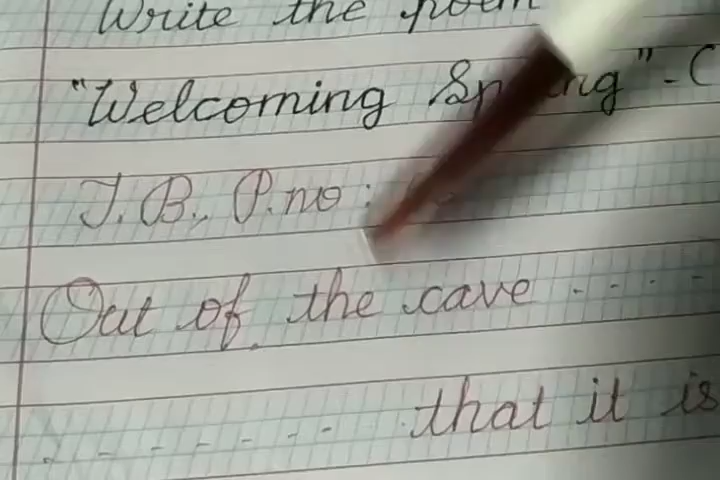 Write the poem
"Welcoming Spring" - (
T. B., P.no :
Out of the cave - - - -
- - - - - - - that it is